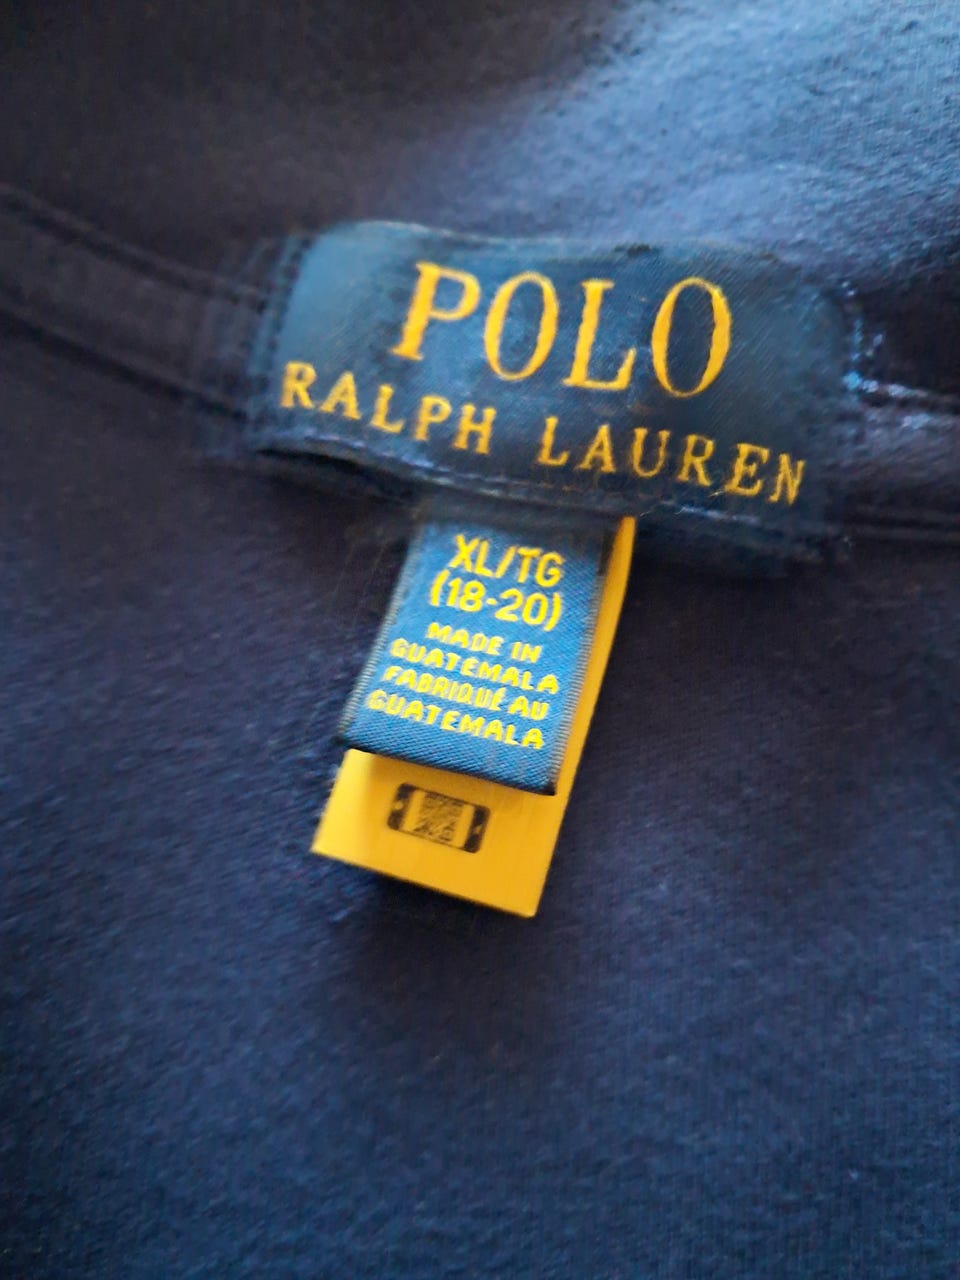 POLO
RALPH LAUREN
XL/TG
(18-20)
MADE IN
GUATEMALA
FABRIQUÉ AU
GUATEMALA